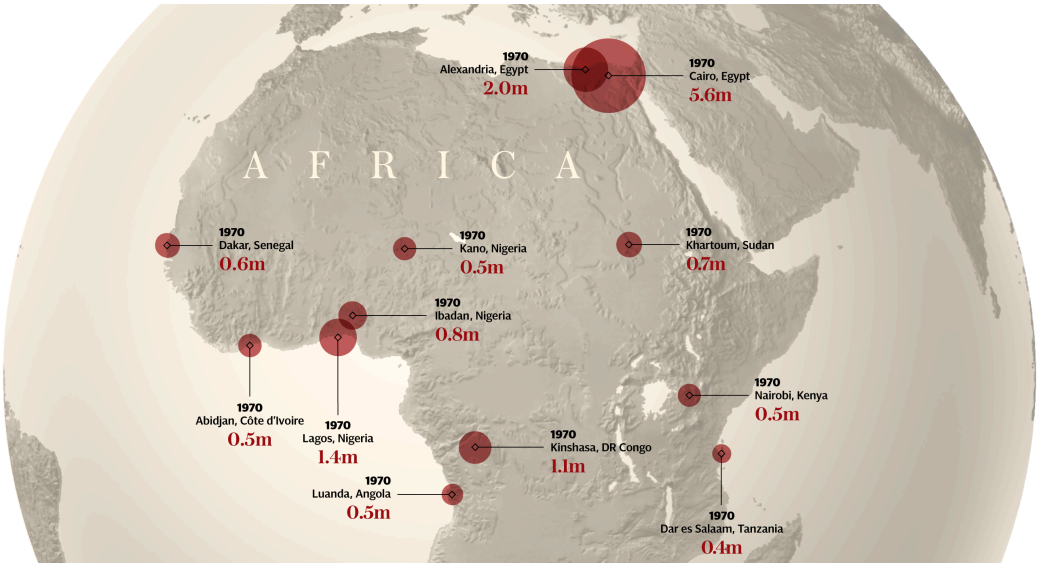 1970
Alexandria, Egypt
2.0m
1970
Cairo, Egypt
5.6m
AFRICA
1970
Dakar, Senegal
0.6m
1970
Kano, Nigeria
0.5m
1970
Khartoum, Sudan
0.7m
1970
Ibadan, Nigeria
0.8m
1970
Abidjan, Côte d'Ivoire
0.5m
1970
Lagos, Nigeria
1.4m
1970
Nairobi, Kenya
0.5m
1970
Kinshasa, DR Congo
1.1m
1970
Luanda, Angola
0.5m
1970
Dar es Salaam, Tanzania
0.4m